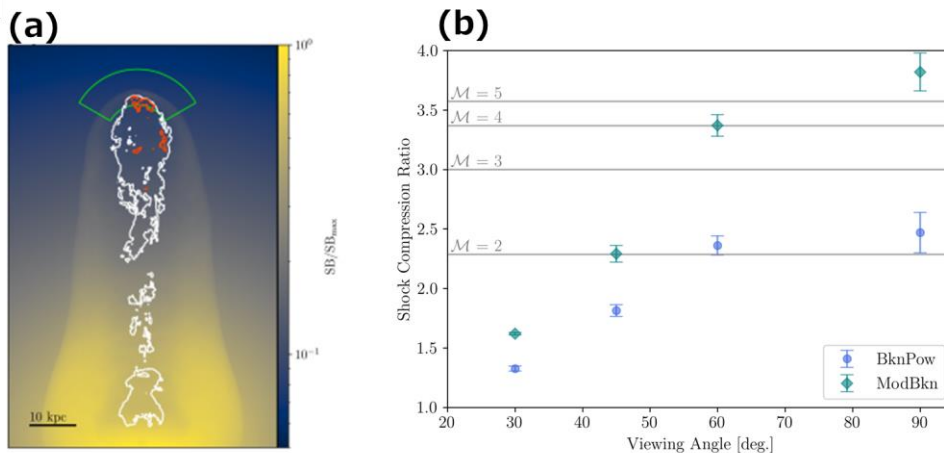 (a)
10⁰
SB/SB_max
10⁻¹
10 kpc
(b)
4.0
3.5
3.0
2.5
2.0
1.5
1.0
Shock Compression Ratio
ℳ = 5
ℳ = 4
ℳ = 3
ℳ = 2
BknPow
ModBkn
20 30 40 50 60 70 80 90
Viewing Angle [deg.]